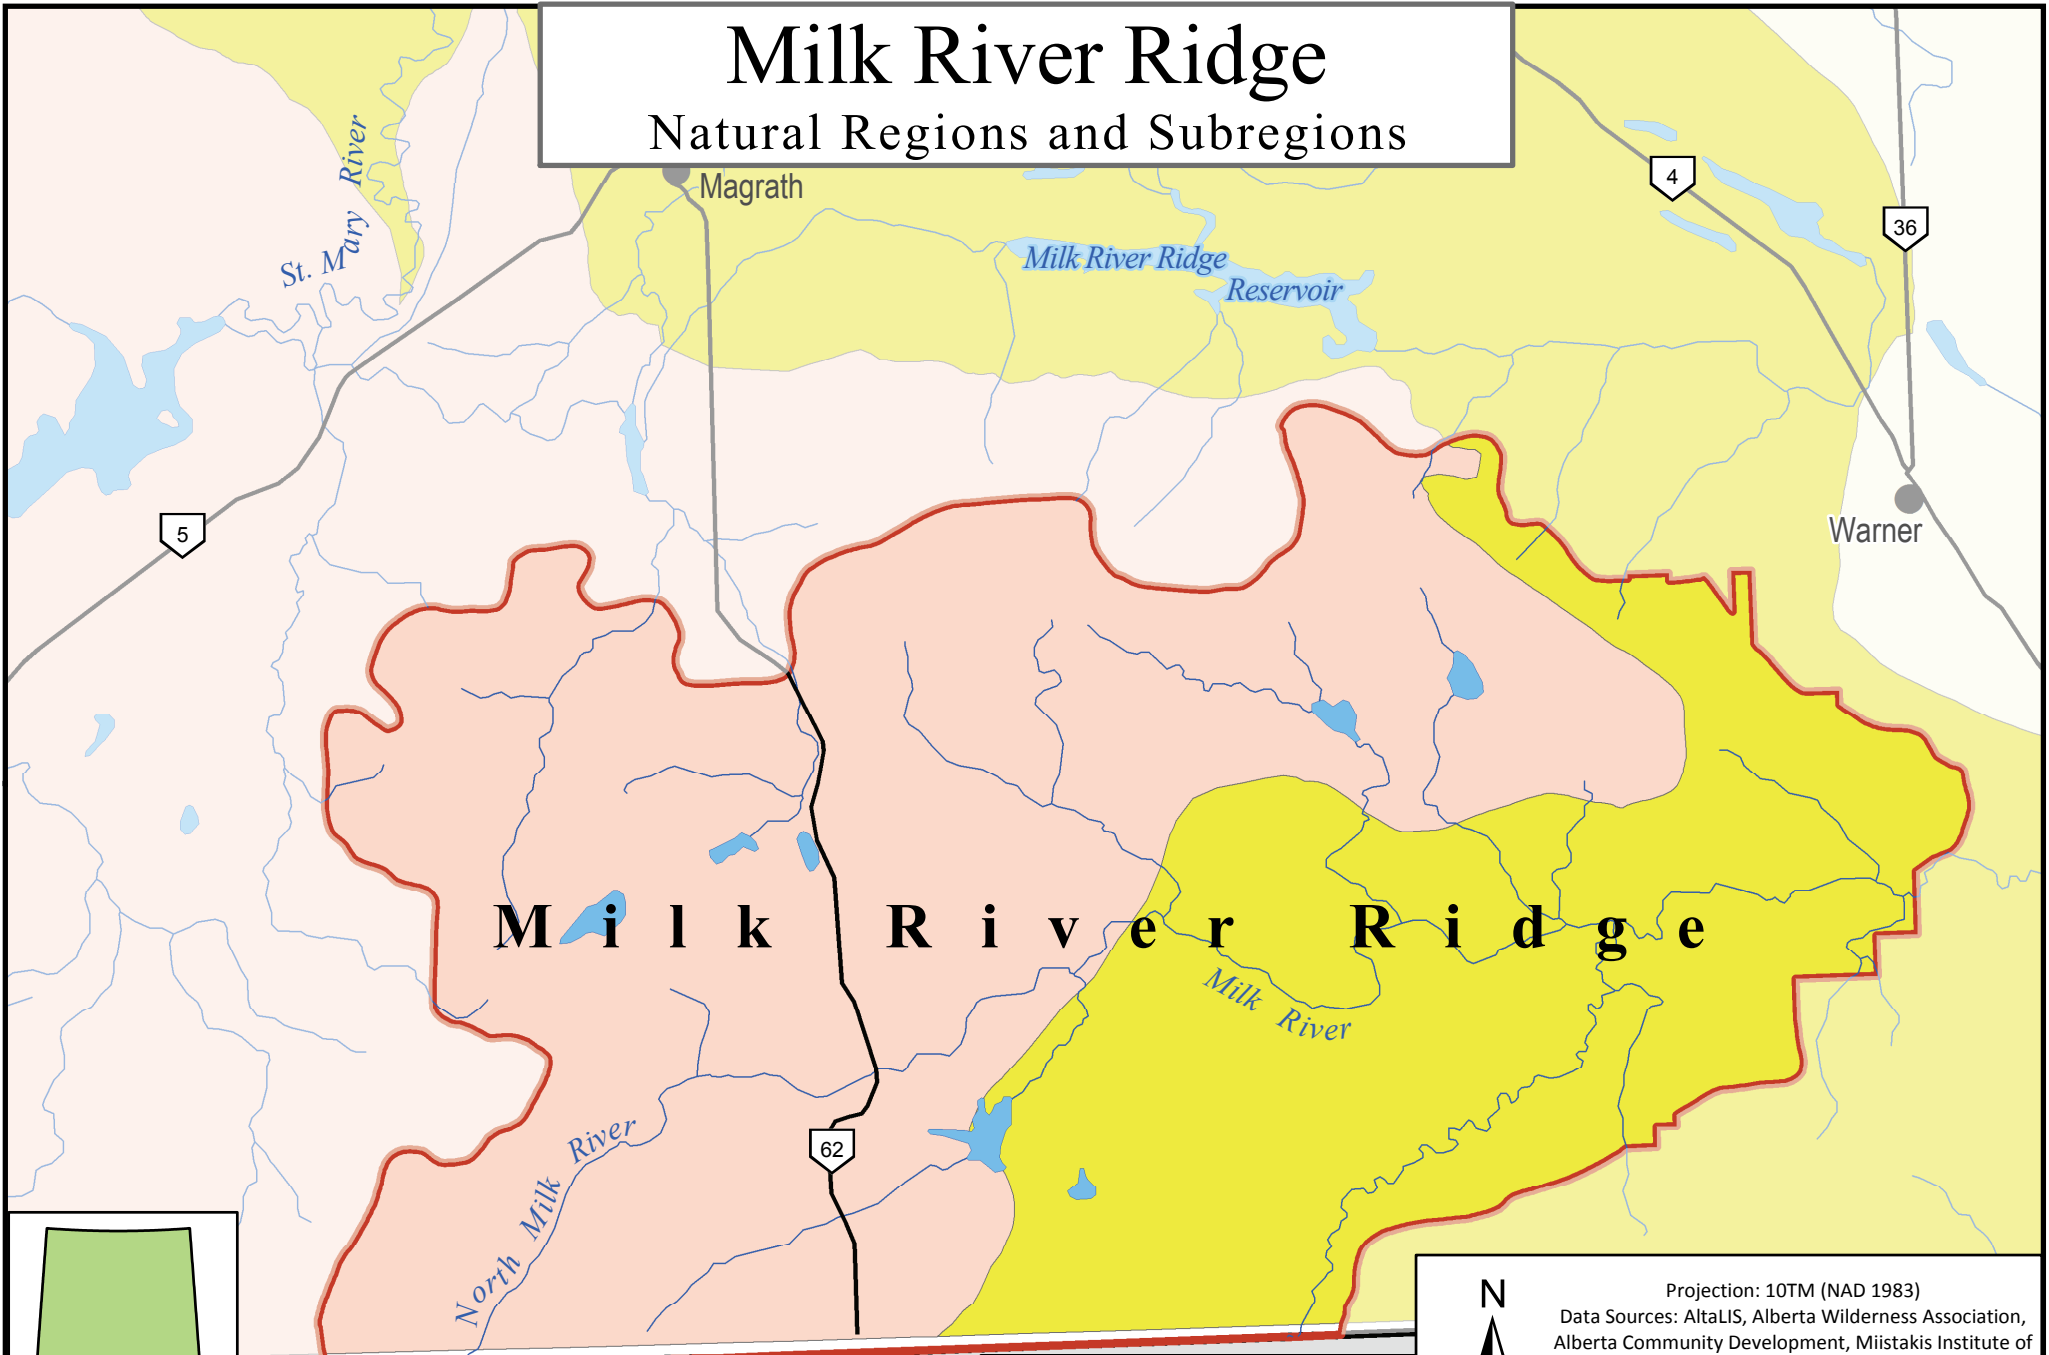 Milk River Ridge
Natural Regions and Subregions
St. Mary River
Magrath
4
36
Milk River Ridge
Reservoir
5
Warner
Milk River Ridge
Milk River
62
North Milk River
N
Projection: 10TM (NAD 1983)
Data Sources: AltaLIS, Alberta Wilderness Association,
Alberta Community Development, Miistakis Institute of